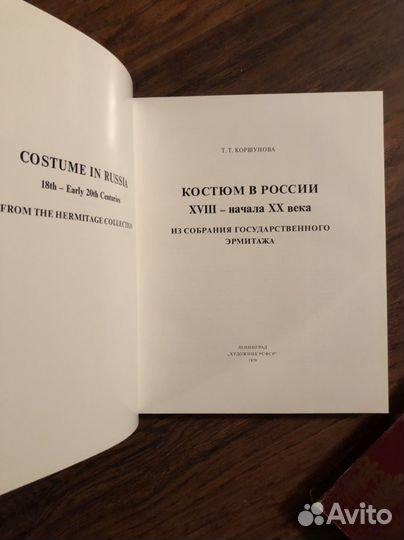 COSTUME IN RUSSIA
18th – Early 20th Centuries
FROM THE HERMITAGE COLLECTION
Т. Т. КОРШУНОВА
КОСТЮМ В РОССИИ
XVIII – начала XX века
ИЗ СОБРАНИЯ ГОСУДАРСТВЕННОГО
ЭРМИТАЖА
ЛЕНИНГРАД
„ХУДОЖНИК РСФСР"
1979
Avito